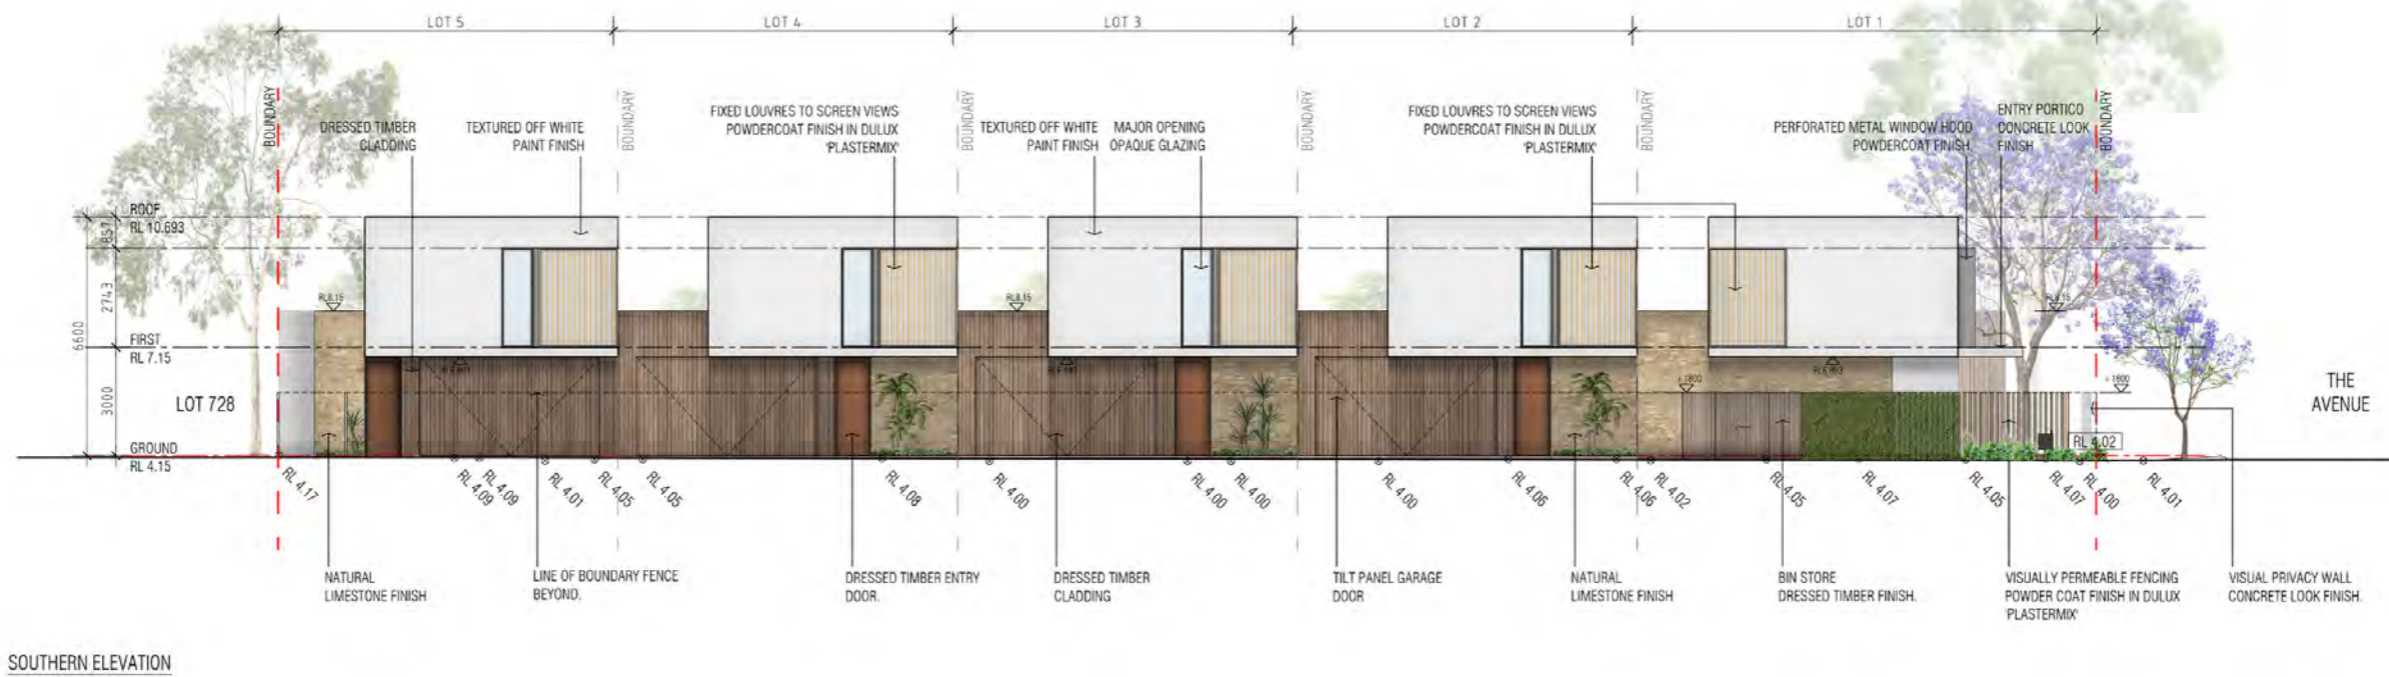 LOT 5
LOT 4
LOT 3
LOT 2
LOT 1
BOUNDARY
DRESSED TIMBER
CLADDING
TEXTURED OFF WHITE
PAINT FINISH
BOUNDARY
FIXED LOUVRES TO SCREEN VIEWS
POWDERCOAT FINISH IN DULUX
'PLASTERMIX'
BOUNDARY
TEXTURED OFF WHITE
PAINT FINISH
MAJOR OPENING
OPAQUE GLAZING
BOUNDARY
FIXED LOUVRES TO SCREEN VIEWS
POWDERCOAT FINISH IN DULUX
'PLASTERMIX'
BOUNDARY
PERFORATED METAL WINDOW HOOD
POWDERCOAT FINISH.
ENTRY PORTICO
CONCRETE LOOK
FINISH
BOUNDARY
ROOF
RL 10.693
857
2743
6600
3000
FIRST
RL 7.15
RL8.15
RL8.15
RL8.15
LOT 728
+1800
+1800
THE
AVENUE
GROUND
RL 4.15
RL 4.02
RL 4.17
RL 4.09
RL 4.09
RL 4.01
RL 4.05
RL 4.05
RL 4.08
RL 4.00
RL 4.00
RL 4.00
RL 4.00
RL 4.06
RL 4.06
RL 4.02
RL 4.05
RL 4.07
RL 4.05
RL 4.07
RL 4.00
RL 4.01
NATURAL
LIMESTONE FINISH
LINE OF BOUNDARY FENCE
BEYOND.
DRESSED TIMBER ENTRY
DOOR.
DRESSED TIMBER
CLADDING
TILT PANEL GARAGE
DOOR
NATURAL
LIMESTONE FINISH
BIN STORE
DRESSED TIMBER FINISH.
VISUALLY PERMEABLE FENCING
POWDER COAT FINISH IN DULUX
'PLASTERMIX'
VISUAL PRIVACY WALL
CONCRETE LOOK FINISH.
SOUTHERN ELEVATION